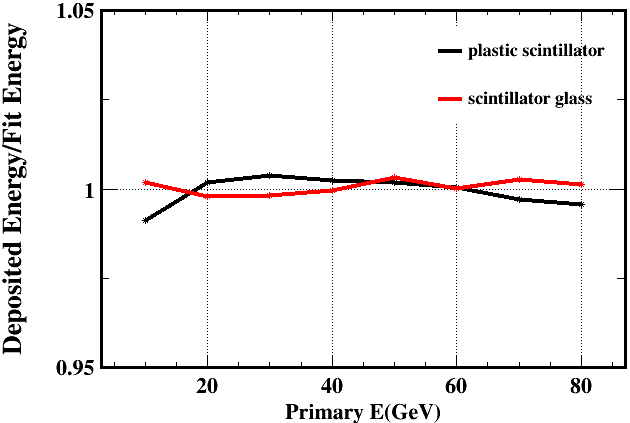 1.05
plastic scintillator
scintillator glass
Deposited Energy/Fit Energy
1
0.95
20
40
60
80
Primary E(GeV)